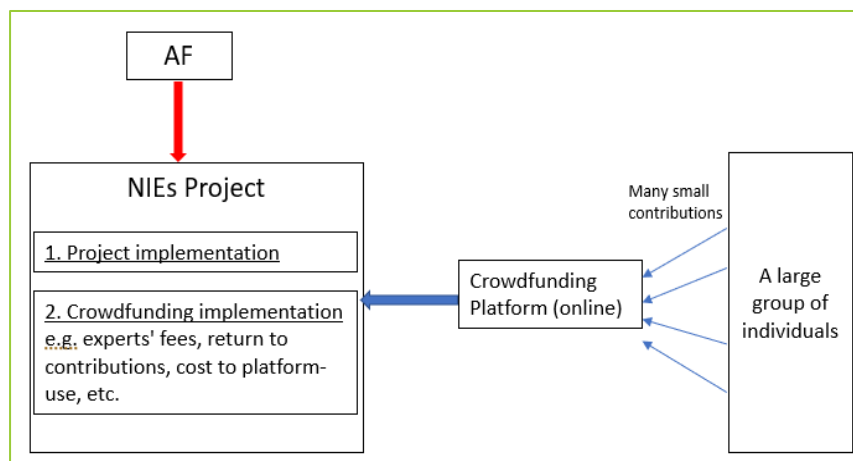 AF
NIEs Project
1. Project implementation
2. Crowdfunding implementation
e.g. experts' fees, return to
contributions, cost to platform-
use, etc.
Crowdfunding
Platform (online)
Many small
contributions
A large
group of
individuals